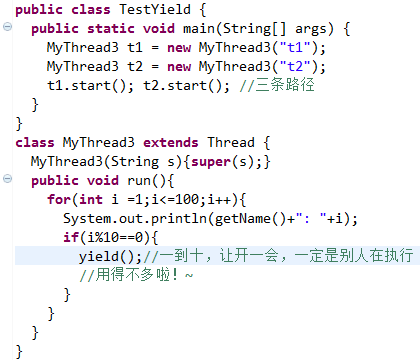 public class TestYield {
  public static void main(String[] args) {
    MyThread3 t1 = new MyThread3("t1");
    MyThread3 t2 = new MyThread3("t2");
    t1.start(); t2.start(); //三条路径
  }
}
class MyThread3 extends Thread {
  MyThread3(String s){super(s);}
  public void run(){
    for(int i =1;i<=100;i++){
      System.out.println(getName()+": "+i);
      if(i%10==0){
        yield();//一到十，让开一会，一定是别人在执行
        //用得不多啦！~
      }
    }
  }
}